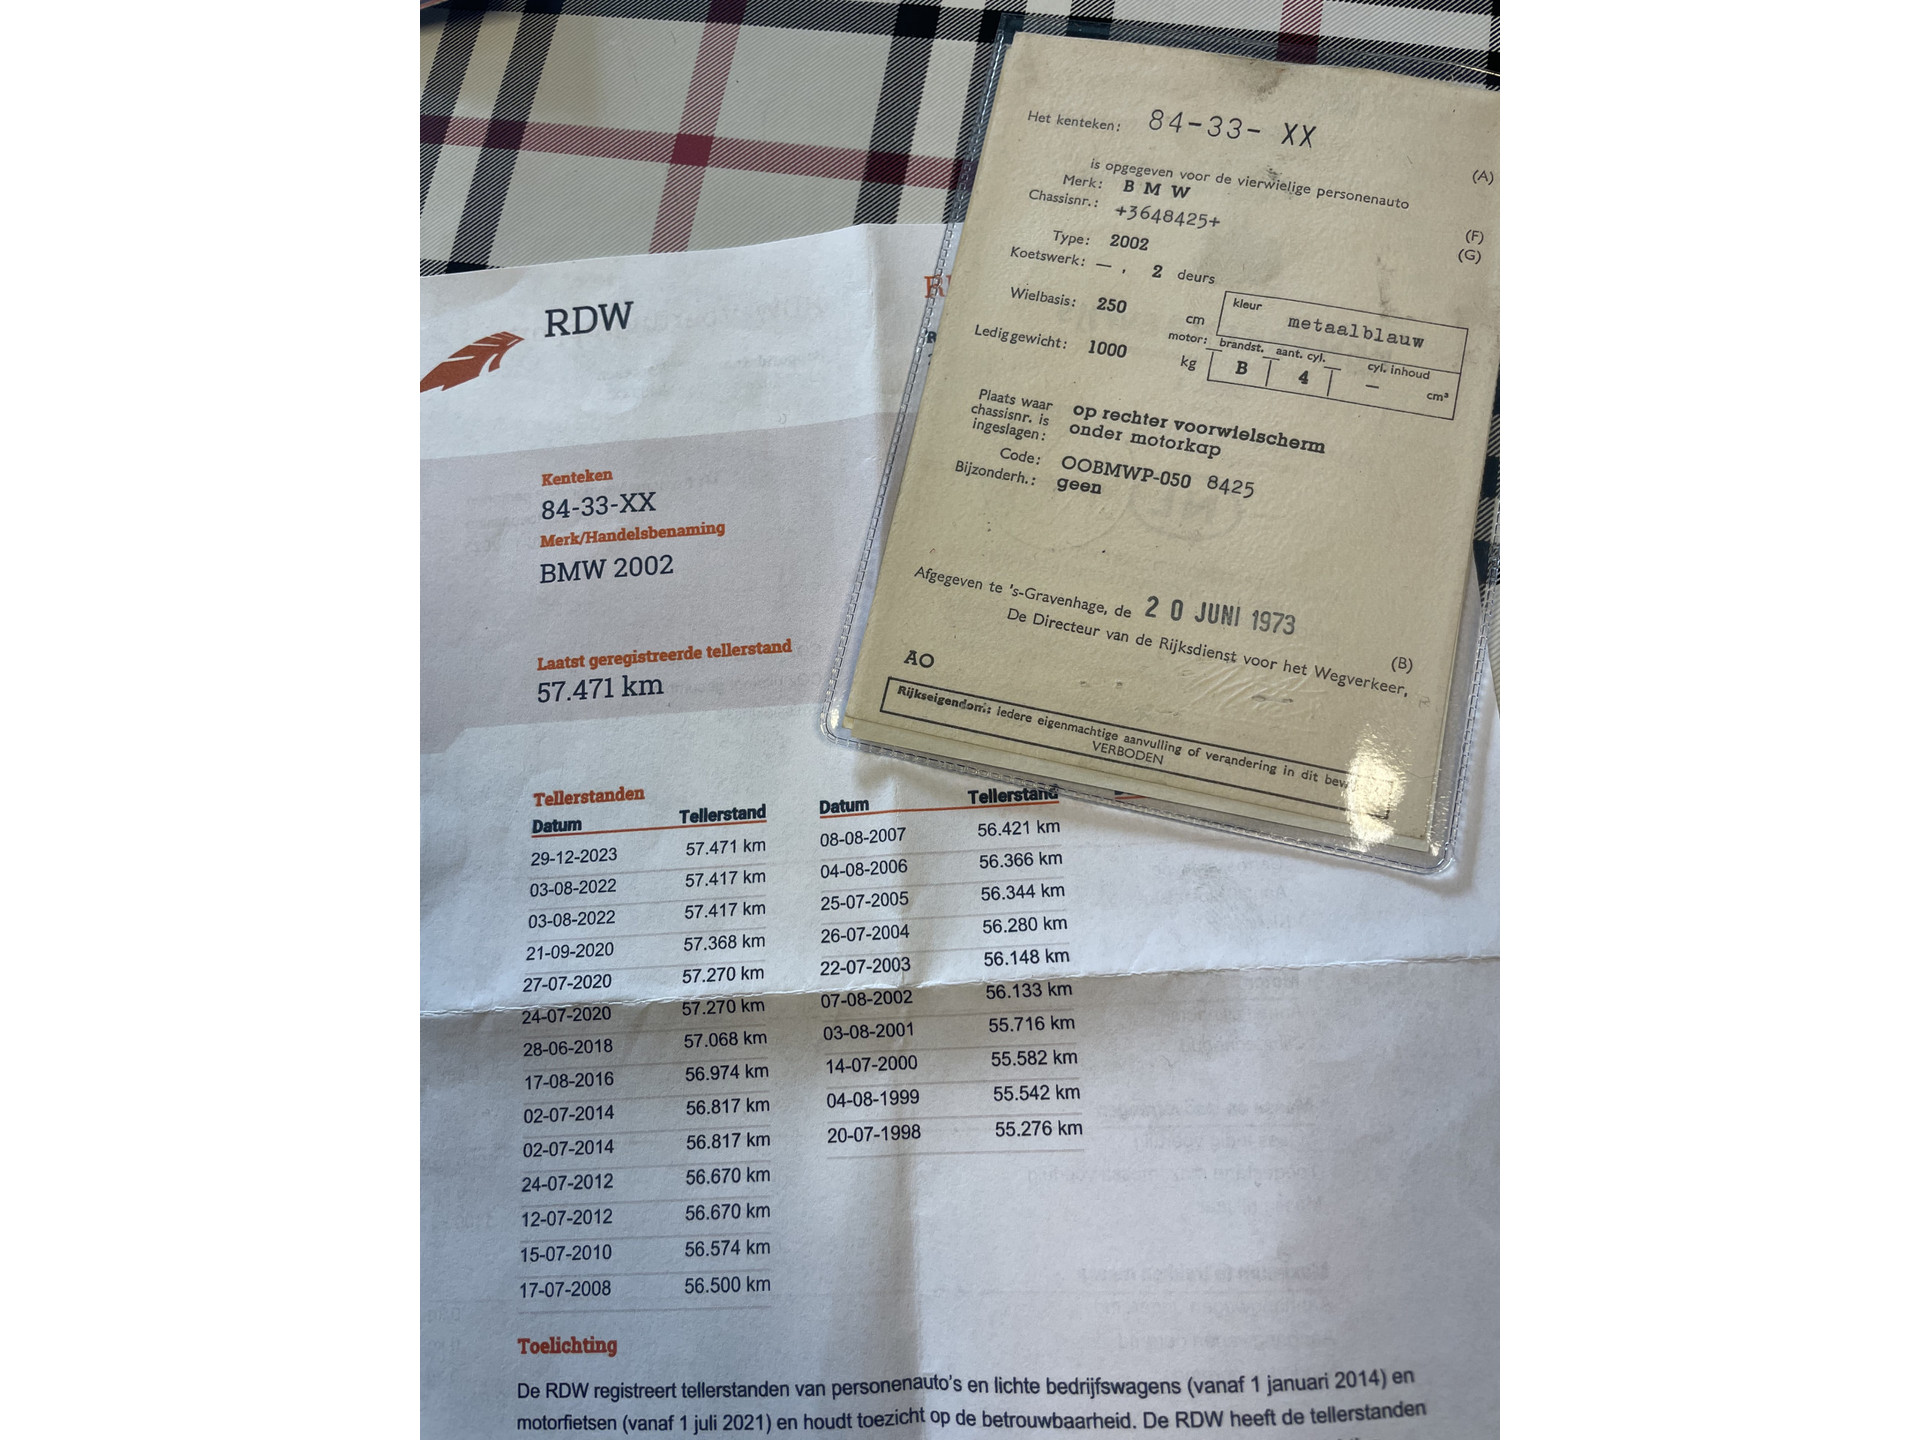 Het kenteken: 84-33- XX
is opgegeven voor de vierwielige personenauto (A)
Merk: BMW
Chassisnr.: +3648425+
(F)
Type: 2002 (G)
Koetswerk: — , 2 deurs
Wielbasis: 250 cm
kleur metaalblauw
Lediggewicht: 1000 kg
motor: brandst. aant. cyl. cyl. inhoud
B 4 — cm³
Plaats waar chassisnr. is ingeslagen: op rechter voorwielscherm
onder motorkap
Code: OOBMWP-050 8425
Bijzonderh.: geen
Afgegeven te 's-Gravenhage, de 20 JUNI 1973
De Directeur van de Rijksdienst voor het Wegverkeer,
(B)
AO
Rijkseigendom: Iedere eigenmachtige aanvulling of verandering in dit
VERBODEN
RDW
Kenteken
84-33-XX
Merk/Handelsbenaming
BMW 2002
Laatst geregistreerde tellerstand
57.471 km
Tellerstanden
Datum Tellerstand
29-12-2023 57.471 km
03-08-2022 57.417 km
03-08-2022 57.417 km
21-09-2020 57.368 km
27-07-2020 57.270 km
24-07-2020 57.270 km
28-06-2018 57.068 km
17-08-2016 56.974 km
02-07-2014 56.817 km
02-07-2014 56.817 km
24-07-2012 56.670 km
12-07-2012 56.670 km
15-07-2010 56.574 km
17-07-2008 56.500 km
Datum Tellerstand
08-08-2007 56.421 km
04-08-2006 56.366 km
25-07-2005 56.344 km
26-07-2004 56.280 km
22-07-2003 56.148 km
07-08-2002 56.133 km
03-08-2001 55.716 km
14-07-2000 55.582 km
04-08-1999 55.542 km
20-07-1998 55.276 km
Toelichting
De RDW registreert tellerstanden van personenauto's en lichte bedrijfswagens (vanaf 1 januari 2014) en
motorfietsen (vanaf 1 juli 2021) en houdt toezicht op de betrouwbaarheid. De RDW heeft de tellerstanden